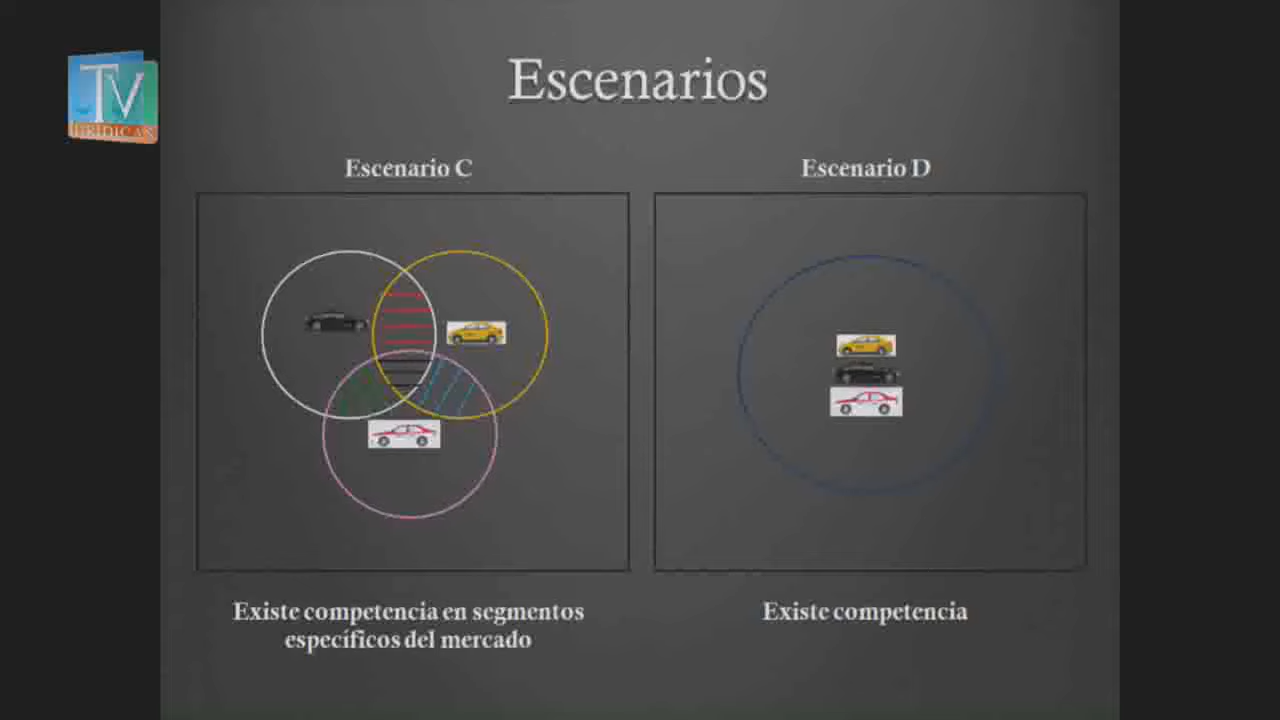 TV
JURIDICAS
Escenarios
Escenario C
Escenario D
Existe competencia en segmentos
específicos del mercado
Existe competencia